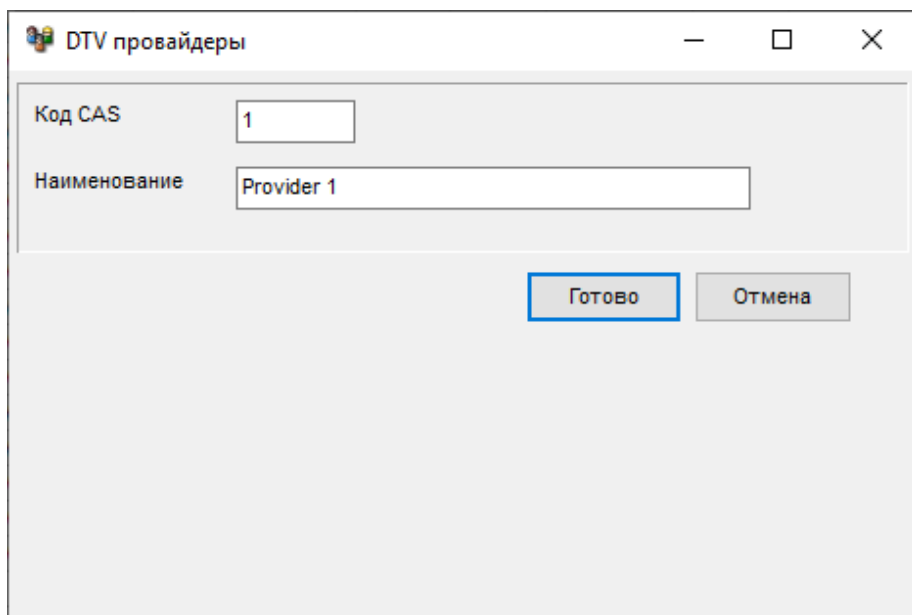 DTV провайдеры
Код CAS 1
Наименование Provider 1
Готово Отмена